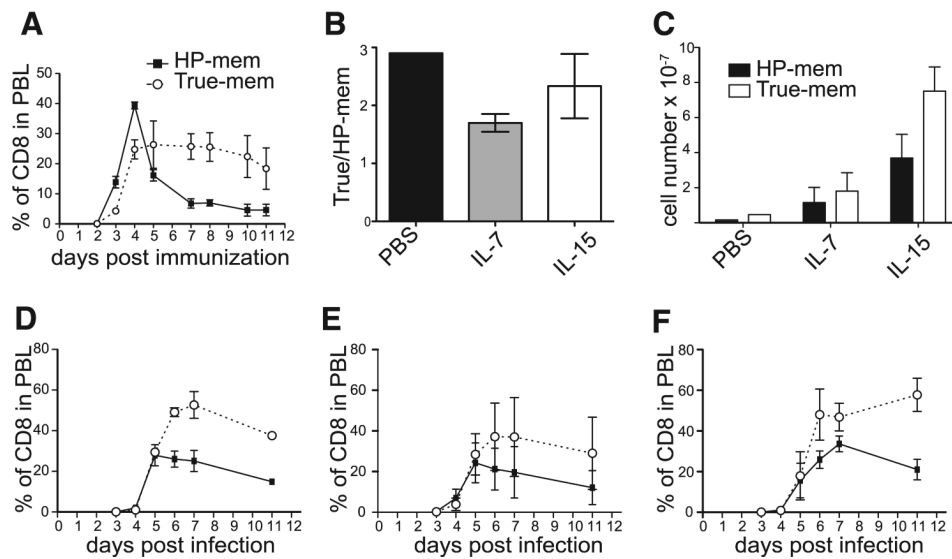 A
HP-mem
True-mem
% of CD8 in PBL
50
40
30
20
10
0
0 1 2 3 4 5 6 7 8 9 10 11 12
days post immunization
B
True/HP-mem
3
2
1
0
PBS
IL-7
IL-15
C
HP-mem
True-mem
cell number x 10⁻⁷
10
8
6
4
2
PBS
IL-7
IL-15
D
% of CD8 in PBL
80
60
40
20
0
0 1 2 3 4 5 6 7 8 9 10 11 12
days post infection
E
% of CD8 in PBL
80
60
40
20
0
0 1 2 3 4 5 6 7 8 9 10 11 12
days post infection
F
% of CD8 in PBL
80
60
40
20
0
0 1 2 3 4 5 6 7 8 9 10 11 12
days post infection